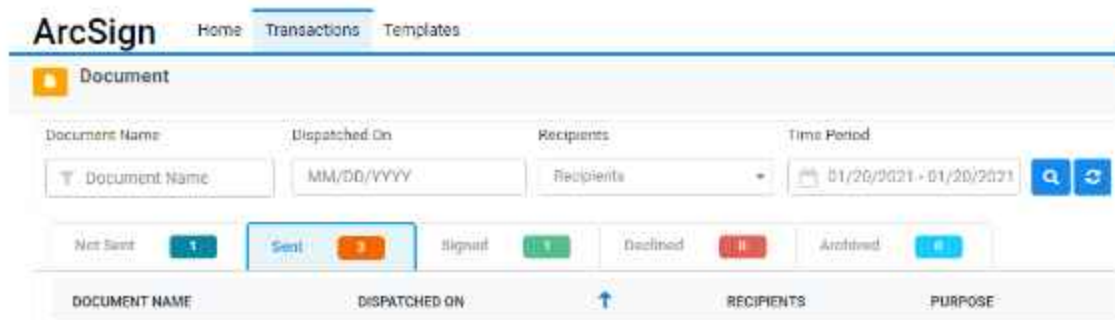 ArcSign Home Transactions Templates
Document
Document Name Dispatched On Recipients Time Period
Document Name MM/DD/YYYY Recipients 01/20/2021 - 01/20/2021
Not Sent 1 Sent 3 Signed 1 Declined 0 Archived 0
DOCUMENT NAME DISPATCHED ON RECIPIENTS PURPOSE